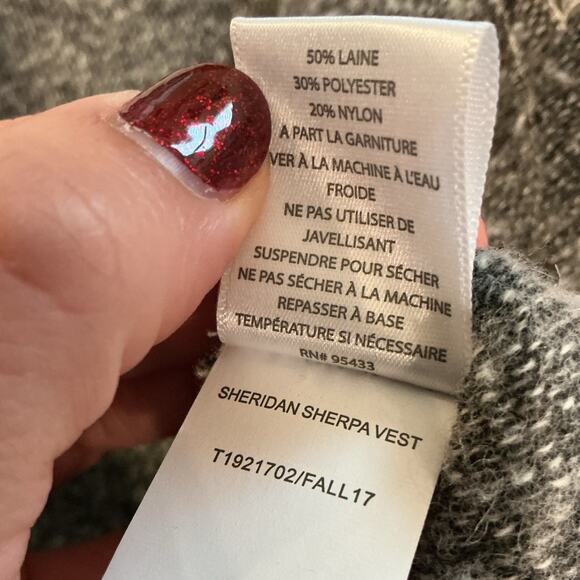 50% LAINE
30% POLYESTER
20% NYLON
A PART LA GARNITURE
VER À LA MACHINE À L'EAU
FROIDE
NE PAS UTILISER DE
JAVELLISANT
SUSPENDRE POUR SÉCHER
NE PAS SÉCHER À LA MACHINE
REPASSER À BASE
TEMPÉRATURE SI NÉCESSAIRE
RN# 95433
SHERIDAN SHERPA VEST
T1921702/FALL17